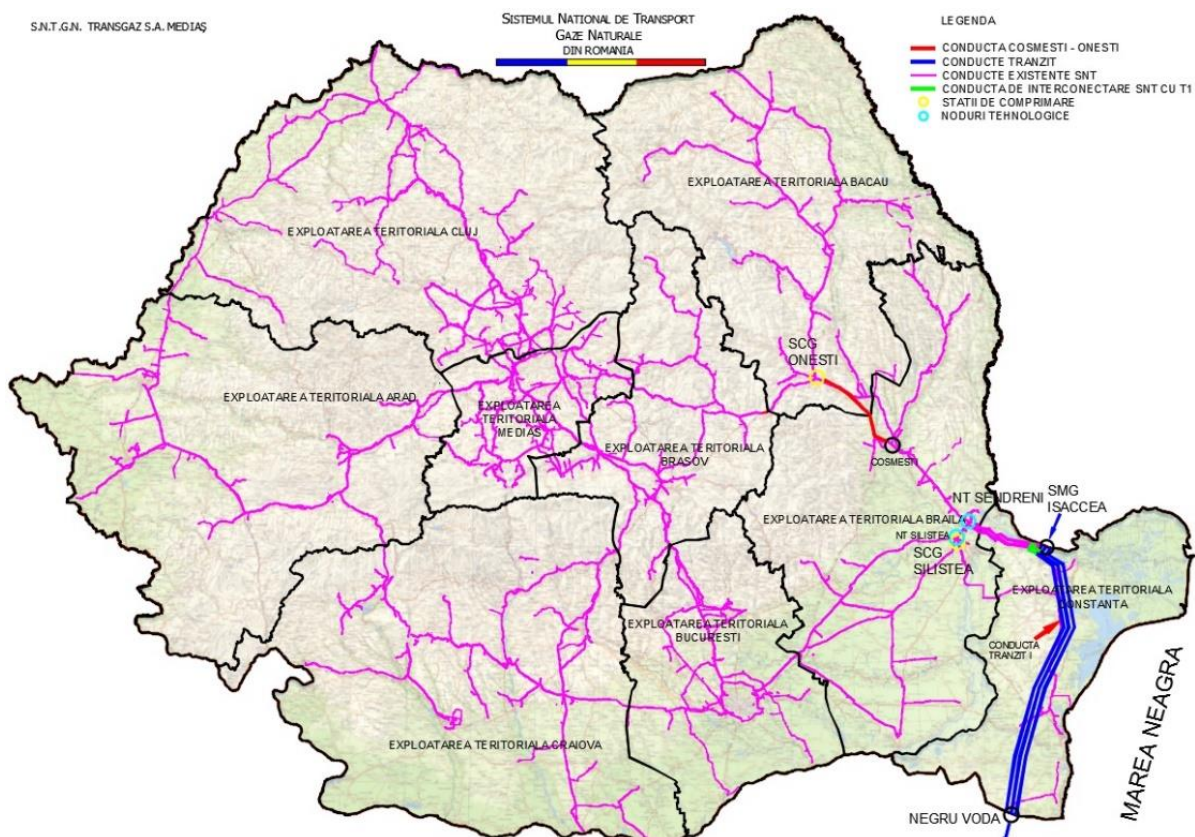 S.N.T.G.N. TRANSGAZ S.A. MEDIAŞ
SISTEMUL NATIONAL DE TRANSPORT
GAZE NATURALE
DIN ROMANIA
LEGENDA
CONDUCTA COSMESTI - ONESTI
CONDUCTE TRANZIT
CONDUCTE EXISTENTE SNT
CONDUCTA DE INTERCONECTARE SNT CU T1
STATII DE COMPRIMARE
NODURI TEHNOLOGICE
EXPLOATAREA TERITORIALA BACAU
EXPLOATAREA TERITORIALA CLUJ
SCG
ONESTI
EXPLOATAREA TERITORIALA ARAD
EXPLOATAREA
TERITORIALA
MEDIAS
EXPLOATAREA TERITORIALA
BRASOV
COSMESTI
NT SENDRENI
SMG
ISACCEA
EXPLOATAREA TERITORIALA BRAILA
NT SILISTEA
SCG
SILISTEA
EXPLOATAREA TERITORIALA
CONSTANTA
EXPLOATAREA TERITORIALA
BUCURESTI
CONDUCTA
TRANZIT I
EXPLOATAREA TERITORIALA CRAIOVA
MAREA NEAGRA
NEGRU VODA